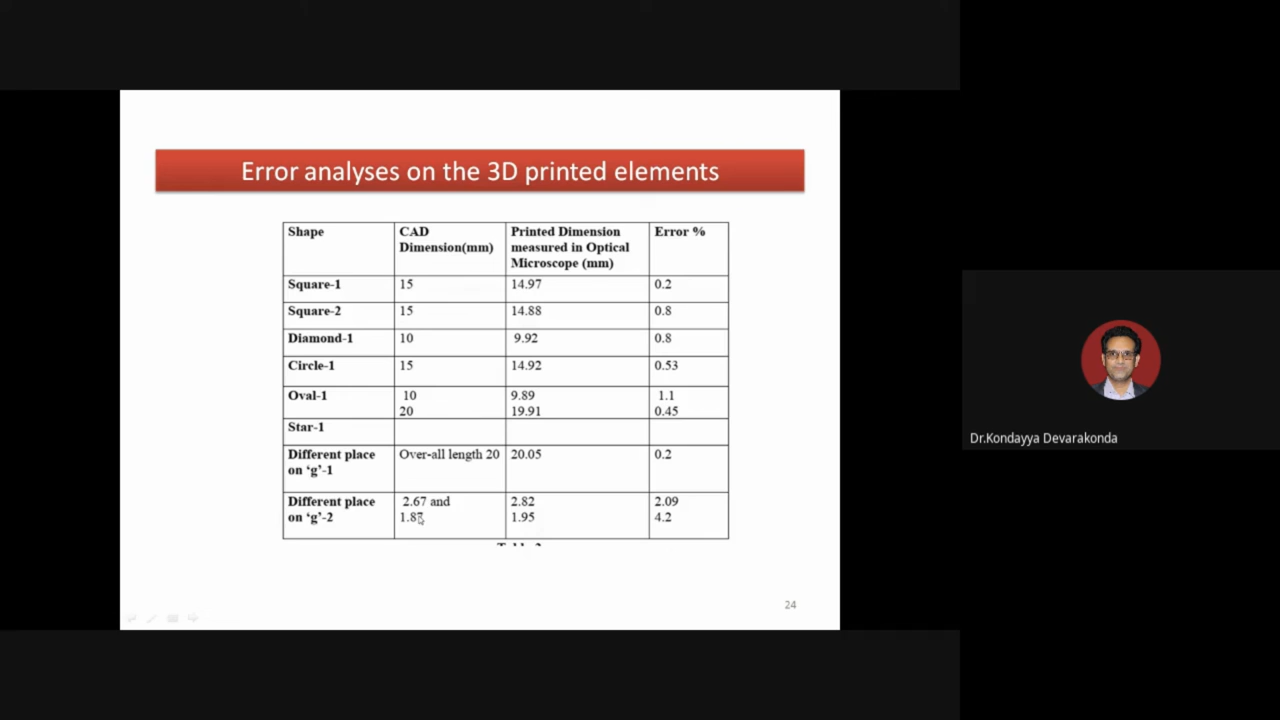 Error analyses on the 3D printed elements
Shape
CAD
Dimension(mm)
Printed Dimension
measured in Optical
Microscope (mm)
Error %
Square-1 15 14.97 0.2
Square-2 15 14.88 0.8
Diamond-1 10 9.92 0.8
Circle-1 15 14.92 0.53
Oval-1 10 9.89 1.1
20 19.91 0.45
Star-1
Different place Over-all length 20 20.05 0.2
on ‘g’-1
Different place 2.67 and 2.82 2.09
on ‘g’-2 1.87 1.95 4.2
24
Dr.Kondayya Devarakonda